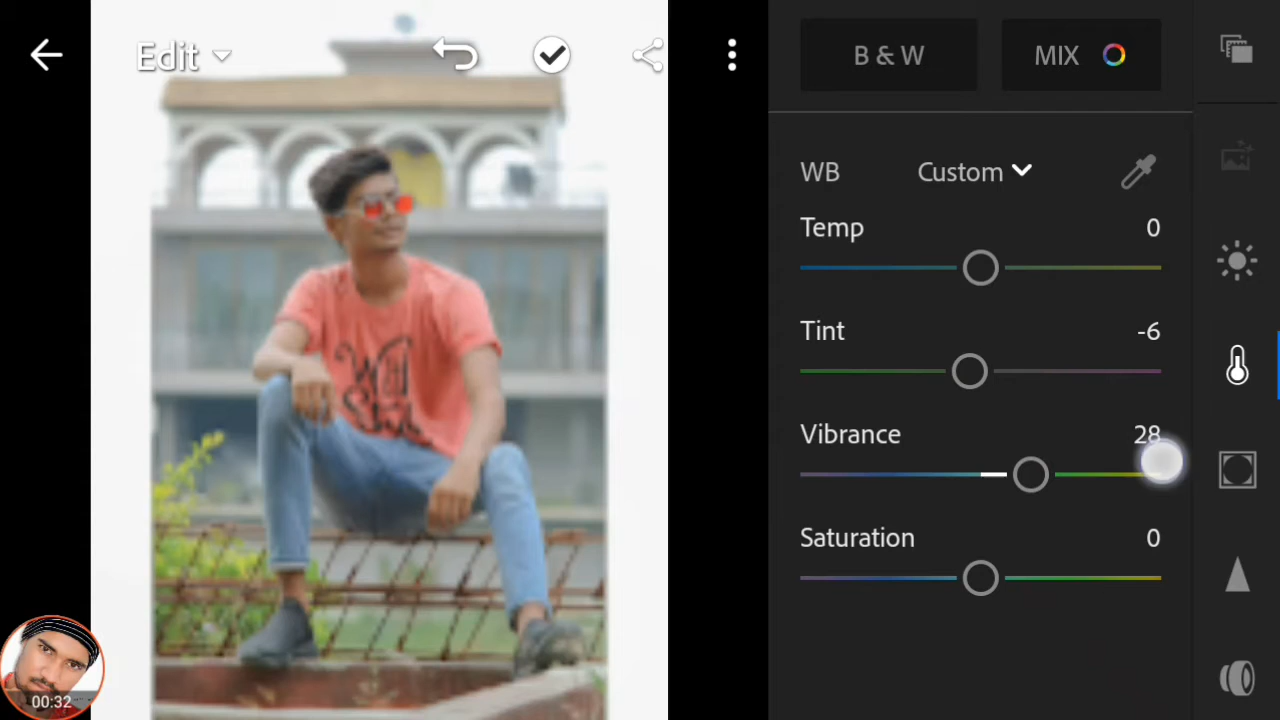 Edit
B & W
MIX
WB
Custom
Temp
0
Tint
-6
Vibrance
28
Saturation
0
00:32